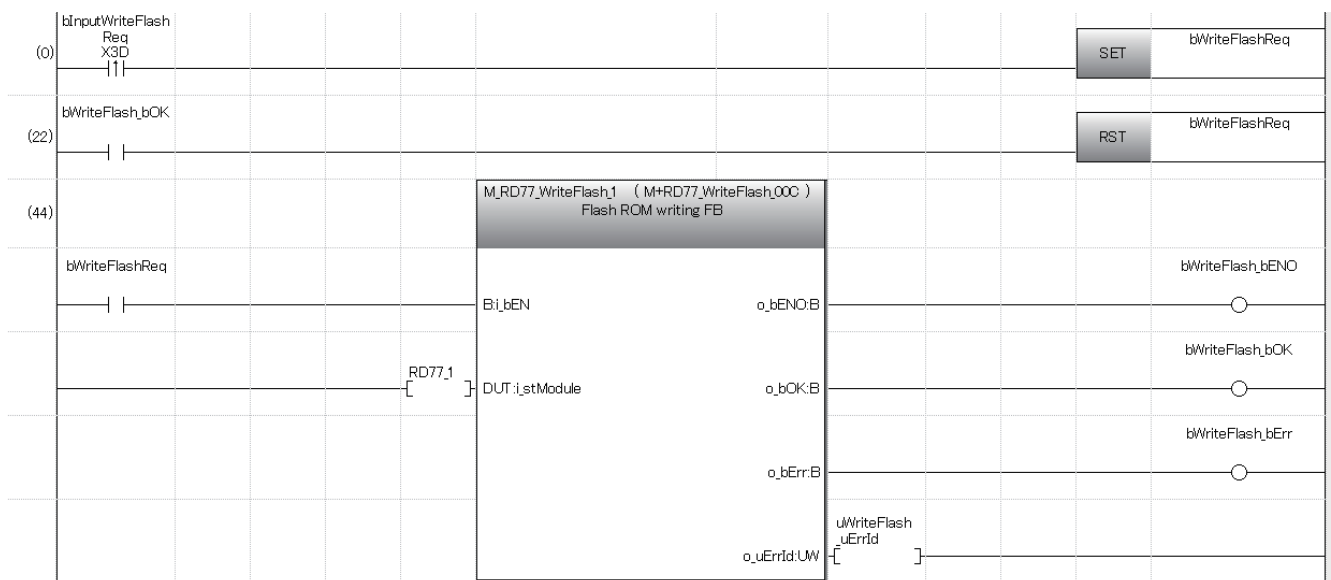 bInputWriteFlash
Req
X3D
(0)
SET
bWriteFlashReq
bWriteFlash_bOK
(22)
RST
bWriteFlashReq
(44)
M_RD77_WriteFlash_1 ( M+RD77_WriteFlash_00C )
Flash ROM writing FB
bWriteFlashReq
bWriteFlash_bENO
B:i_bEN
o_bENO:B
bWriteFlash_bOK
RD77_1
DUT:i_stModule
o_bOK:B
bWriteFlash_bErr
o_bErr:B
uWriteFlash
_uErrId
o_uErrId:UW